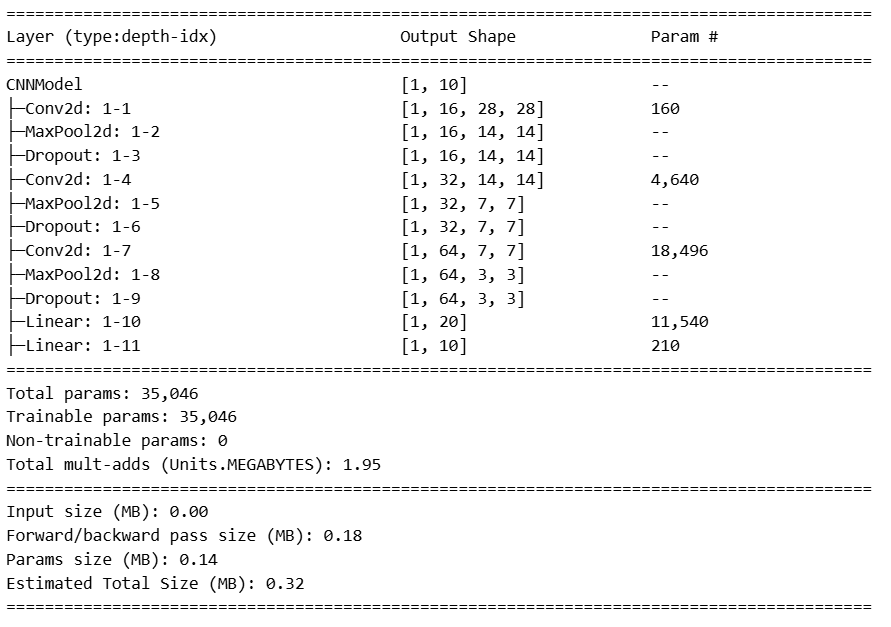 ==========================================================================================
Layer (type:depth-idx)                   Output Shape              Param #
==========================================================================================
CNNModel                                 [1, 10]                   --
├─Conv2d: 1-1                            [1, 16, 28, 28]           160
├─MaxPool2d: 1-2                         [1, 16, 14, 14]           --
├─Dropout: 1-3                           [1, 16, 14, 14]           --
├─Conv2d: 1-4                            [1, 32, 14, 14]           4,640
├─MaxPool2d: 1-5                         [1, 32, 7, 7]             --
├─Dropout: 1-6                           [1, 32, 7, 7]             --
├─Conv2d: 1-7                            [1, 64, 7, 7]             18,496
├─MaxPool2d: 1-8                         [1, 64, 3, 3]             --
├─Dropout: 1-9                           [1, 64, 3, 3]             --
├─Linear: 1-10                           [1, 20]                   11,540
├─Linear: 1-11                           [1, 10]                   210
==========================================================================================
Total params: 35,046
Trainable params: 35,046
Non-trainable params: 0
Total mult-adds (Units.MEGABYTES): 1.95
==========================================================================================
Input size (MB): 0.00
Forward/backward pass size (MB): 0.18
Params size (MB): 0.14
Estimated Total Size (MB): 0.32
==========================================================================================